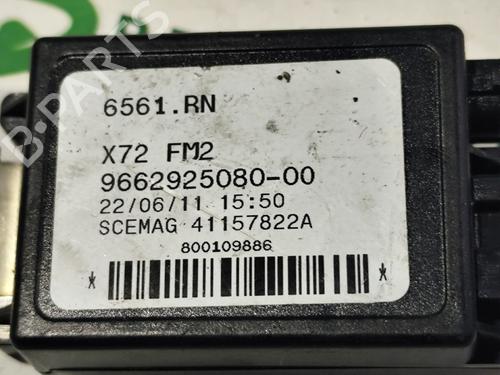 B-PARTS
6561.RN
X72 FM2
9662925080-00
22/06/11 15:50
SCEMAG 41157822A
800109886
* *